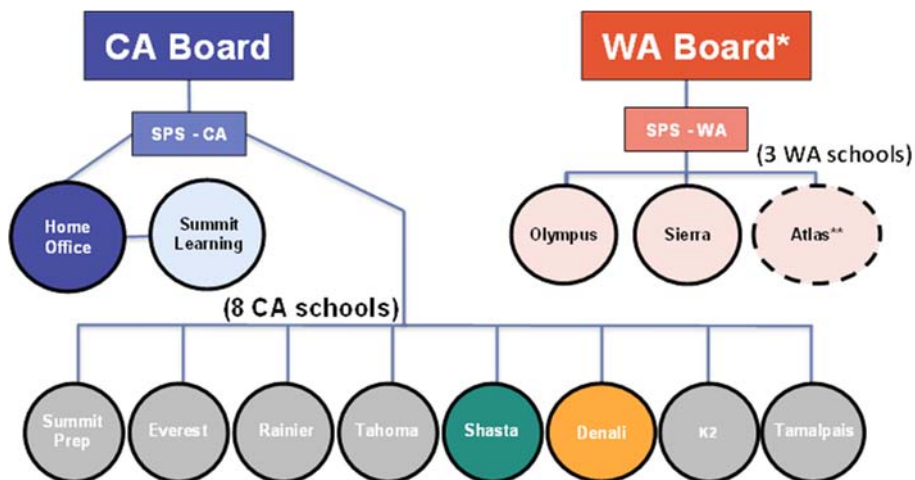 CA Board
WA Board*
SPS - CA
SPS - WA
(3 WA schools)
Home
Office
Summit
Learning
Olympus
Sierra
Atlas**
(8 CA schools)
Summit
Prep
Everest
Rainier
Tahoma
Shasta
Denali
K2
Tamalpais